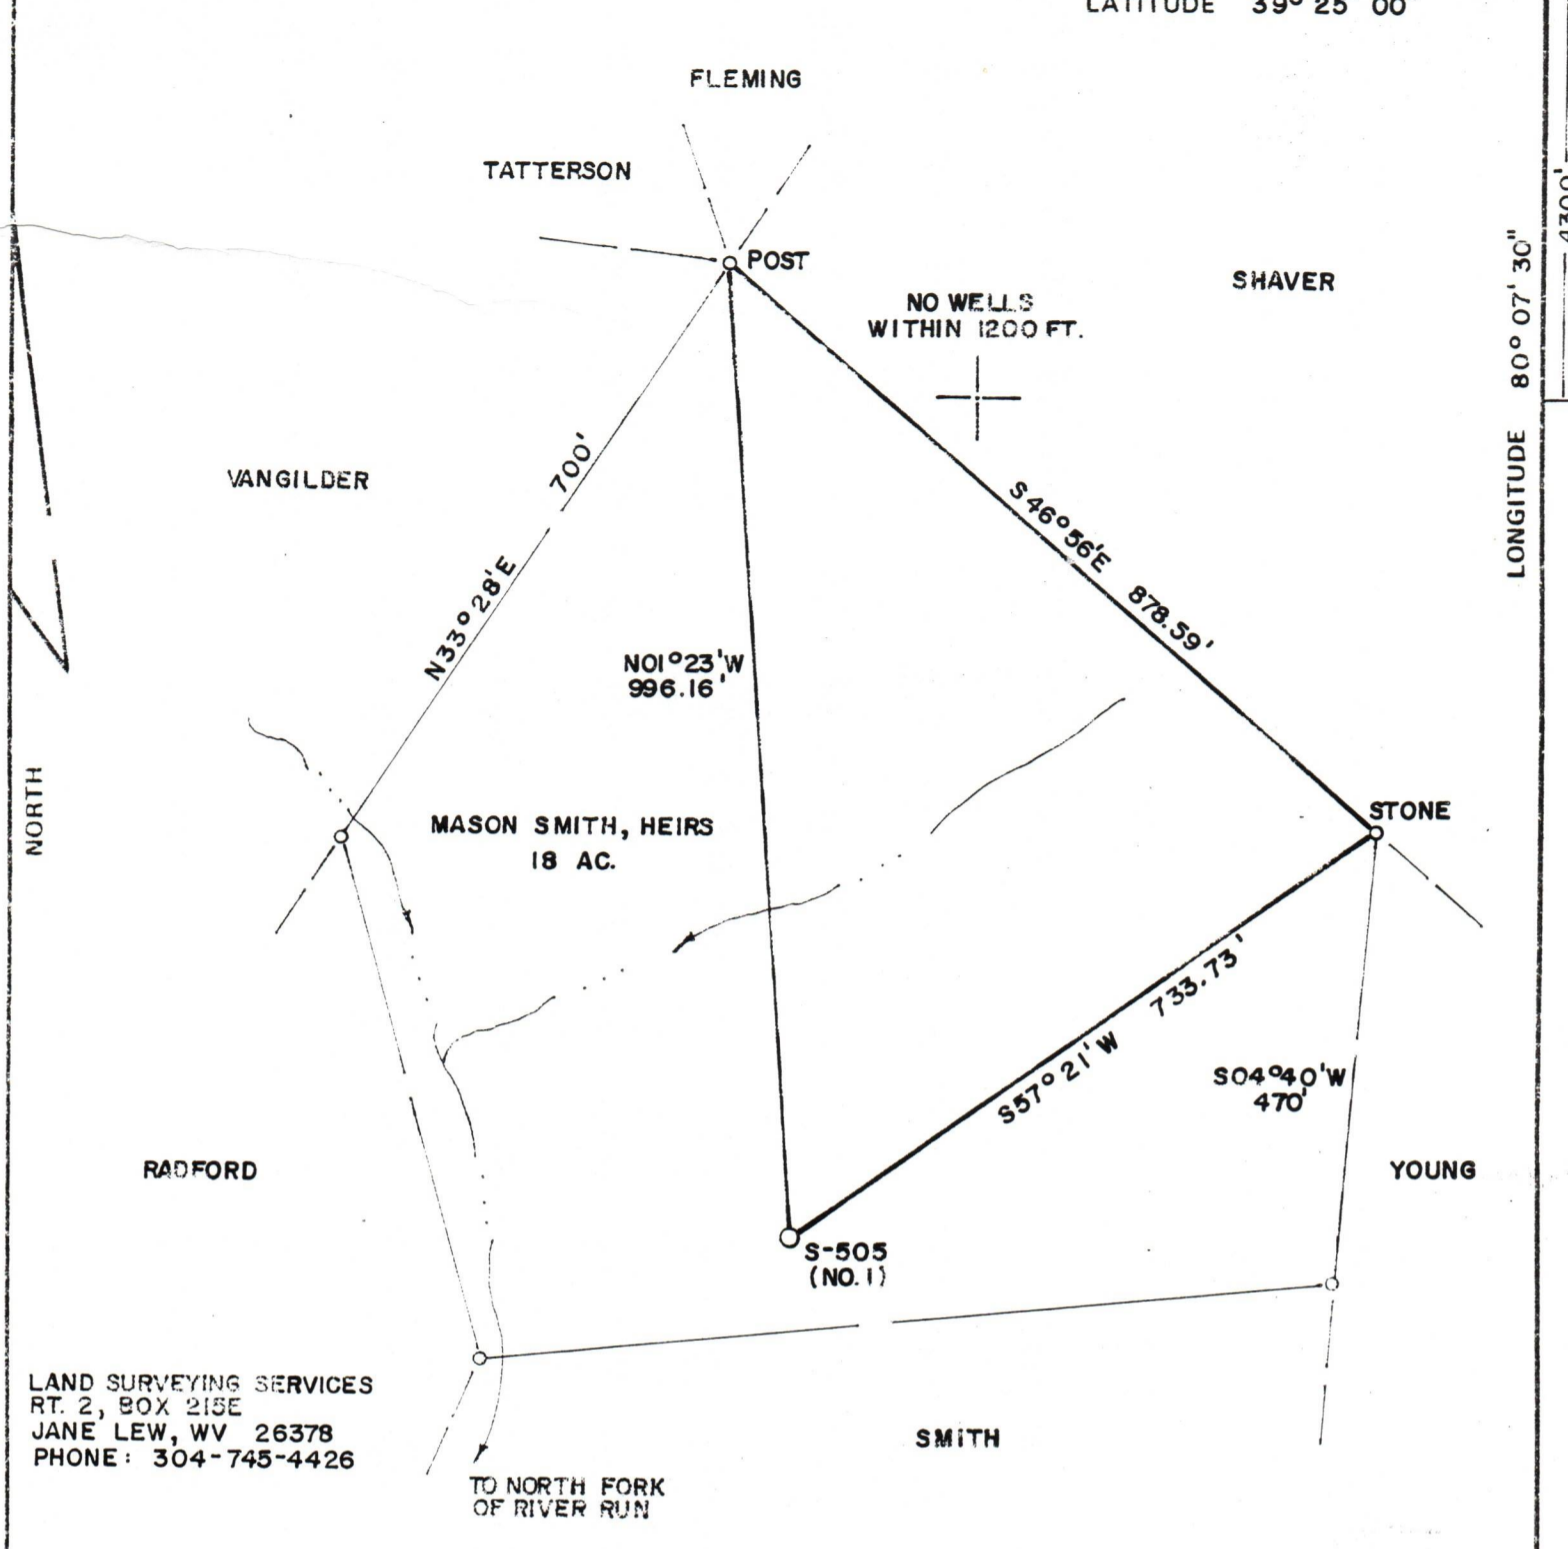 LATITUDE 39° 25' 00"
FLEMING
TATTERSON
POST
SHAVER
NO WELLS
WITHIN 1200 FT.
4300'
LONGITUDE 80° 07' 30"
VANGILDER
N33°28'E 700'
S46°56'E 878.59'
N01°23'W
996.16'
NORTH
MASON SMITH, HEIRS
18 AC.
STONE
S57°21'W 733.73'
S04°40'W
470'
RADFORD
YOUNG
S-505
(NO. 1)
LAND SURVEYING SERVICES
RT. 2, BOX 215E
JANE LEW, WV 26378
PHONE: 304-745-4426
SMITH
TO NORTH FORK
OF RIVER RUN